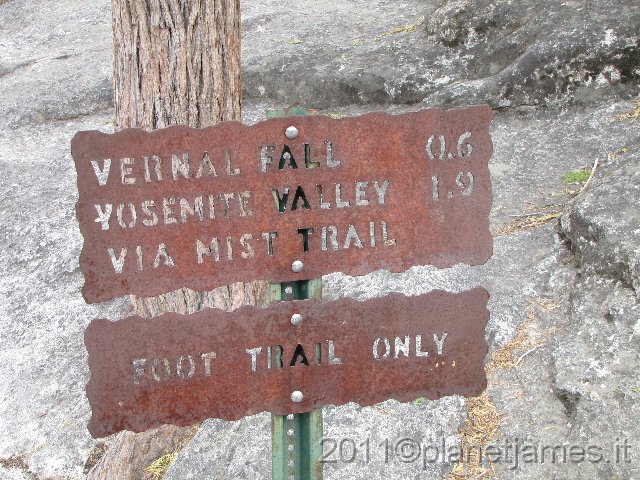 VERNAL FALL 0.6
YOSEMITE VALLEY 1.9
VIA MIST TRAIL
FOOT TRAIL ONLY
2011©planetjames.it